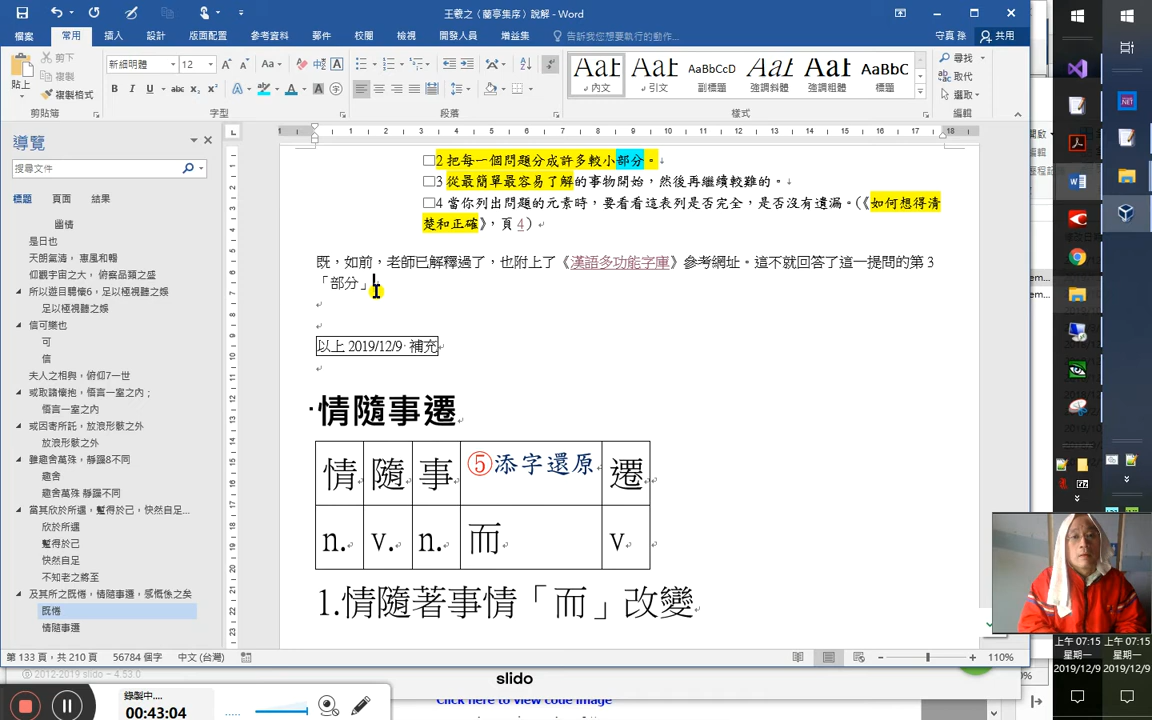 王羲之〈蘭亭集序〉說解 - Word
檔案 常用 插入 設計 版面配置 參考資料 郵件 校閱 檢視 開發人員 增益集 告訴我您想要執行的動作... 守真 孫 共用
貼上 剪下 複製 複製格式
新細明體 12
AaBbCcD AaBbC
內文 引文 副標題 強調斜體 強調粗體 標題
尋找 取代 選取
剪貼簿 字型 段落 樣式 編輯
導覽
搜尋文件
標題 頁面 結果
是日也
天朗氣清， 惠風和暢
仰觀宇宙之大， 俯察品類之盛
所以遊目騁懷6，足以極視聽之娛
足以極視聽之娛
信可樂也
可
信
夫人之相與，俯仰7一世
或取諸懷抱，悟言一室之內；
悟言一室之內
或因寄所託，放浪形骸之外
放浪形骸之外
雖趣舍萬殊，靜躁8不同
趣舍
趣舍萬殊 靜躁不同
當其欣於所遇，暫得於己，快然自足...
欣於所遇
暫得於己
快然自足
不知老之將至
及其所之既倦，情隨事遷，感慨係之矣
既倦
情隨事遷
□2 把每一個問題分成許多較小部分。
□3 從最簡單最容易了解的事物開始，然後再繼續較難的。
□4 當你列出問題的元素時，要看看這表列是否完全，是否沒有遺漏。(《如何想得清
楚和正確》，頁 4）
既，如前，老師已解釋過了，也附上了《漢語多功能字庫》參考網址。這不就回答了這一提問的第 3
「部分」
以上 2019/12/9 補充
情隨事遷
情 隨 事 ⑤添字還原 遷
n. v. n. 而 v
1.情隨著事情「而」改變
第 133 頁，共 210 頁 56784 個字 中文 (台灣) 110%
© 2012-2019 slido - 4.53.0
slido
Click here to view code image
錄製中....
00:43:04
上午 07:15
星期一
2019/12/9
上午 07:15
星期一
2019/12/9